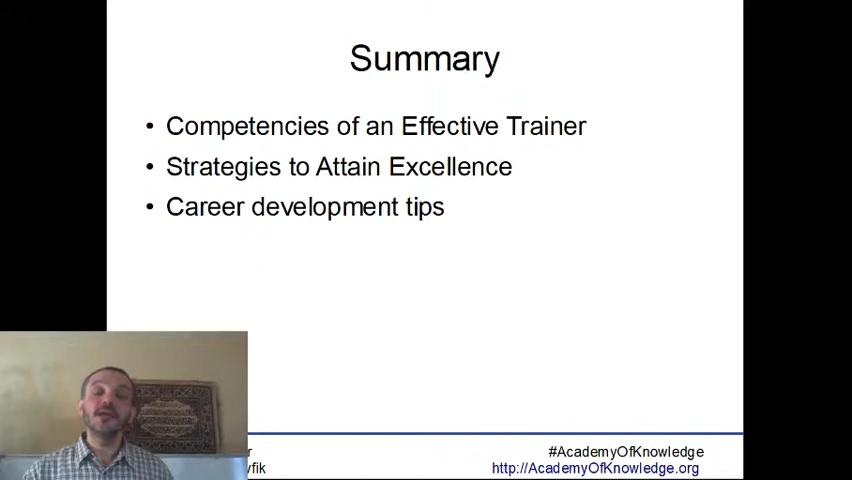 Summary
• Competencies of an Effective Trainer
• Strategies to Attain Excellence
• Career development tips
#AcademyOfKnowledge
http://AcademyOfKnowledge.org